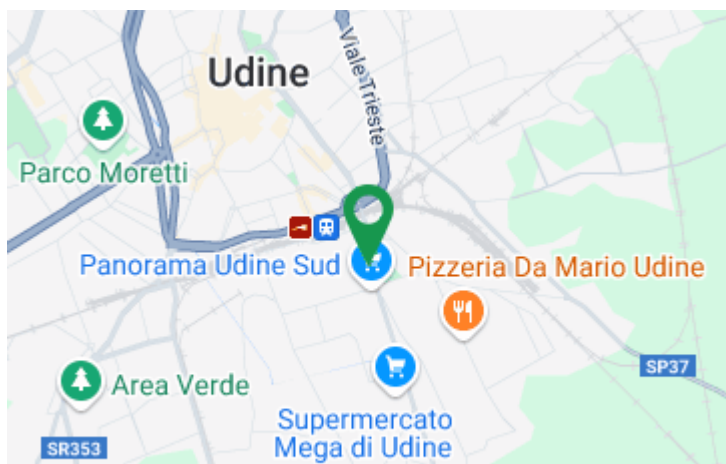 Udine
Viale Trieste
Parco Moretti
Panorama Udine Sud
Pizzeria Da Mario Udine
SP37
Area Verde
Supermercato
Mega di Udine
SR353